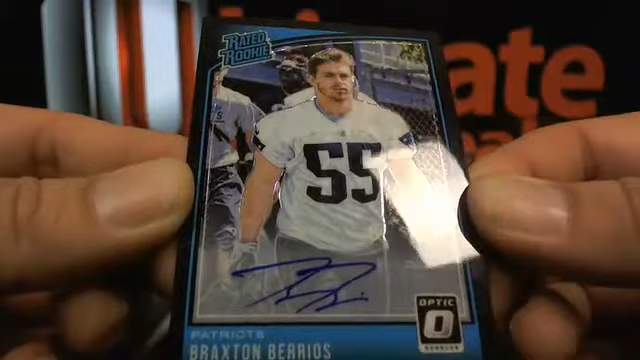 RATED
ROOKIE
ate
55
OPTIC
O
DONRUSS
PATRIOTS
BRAXTON BERRIOS